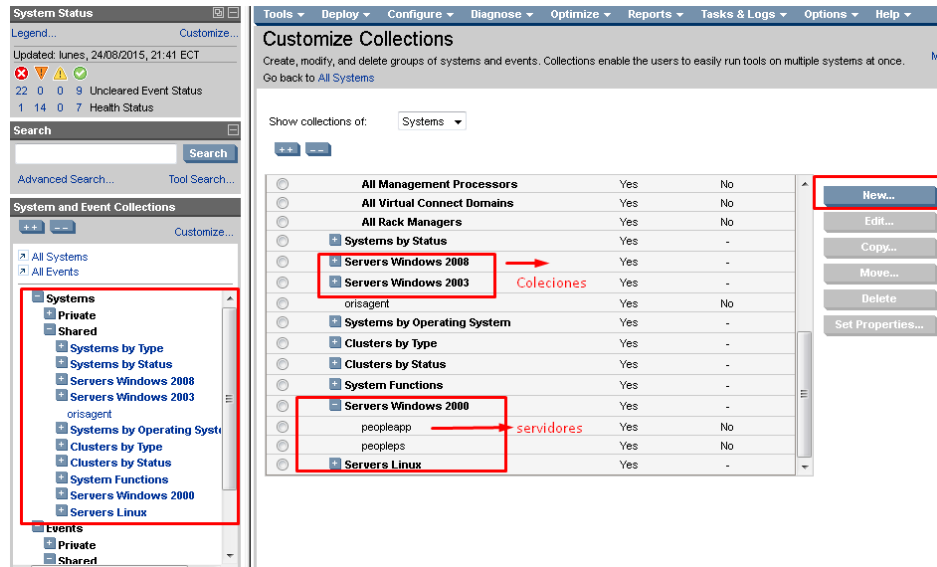 System Status
Legend... Customize...
Updated: lunes, 24/08/2015, 21:41 ECT
22 0 0 9 Uncleared Event Status
1 14 0 7 Health Status
Search
Search
Advanced Search... Tool Search...
System and Event Collections
++ -- Customize...
All Systems
All Events
Systems
Private
Shared
Systems by Type
Systems by Status
Servers Windows 2008
Servers Windows 2003
orisagent
Systems by Operating Syste
Clusters by Type
Clusters by Status
System Functions
Servers Windows 2000
Servers Linux
Events
Private
Shared
Tools Deploy Configure Diagnose Optimize Reports Tasks & Logs Options Help
Customize Collections
Create, modify, and delete groups of systems and events. Collections enable the users to easily run tools on multiple systems at once. M
Go back to All Systems
Show collections of: Systems
++ --
All Management Processors Yes No
All Virtual Connect Domains Yes No
All Rack Managers Yes No
Systems by Status Yes -
Servers Windows 2008 Yes -
Servers Windows 2003 Coleciones Yes -
orisagent Yes No
Systems by Operating System Yes -
Clusters by Type Yes -
Clusters by Status Yes -
System Functions Yes -
Servers Windows 2000 Yes -
peopleapp servidores Yes No
peopleps Yes No
Servers Linux Yes -
New...
Edit...
Copy...
Move...
Delete
Set Properties...